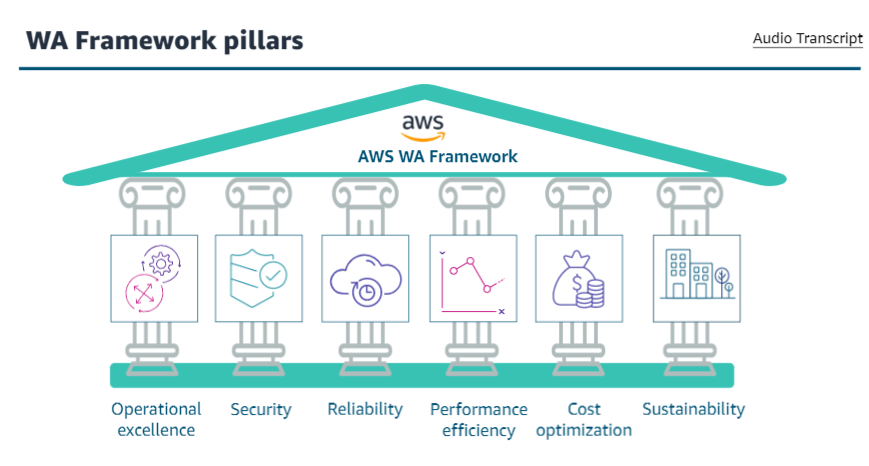 WA Framework pillars
Audio Transcript
aws
AWS WA Framework
$
Operational
excellence
Security
Reliability
Performance
efficiency
Cost
optimization
Sustainability